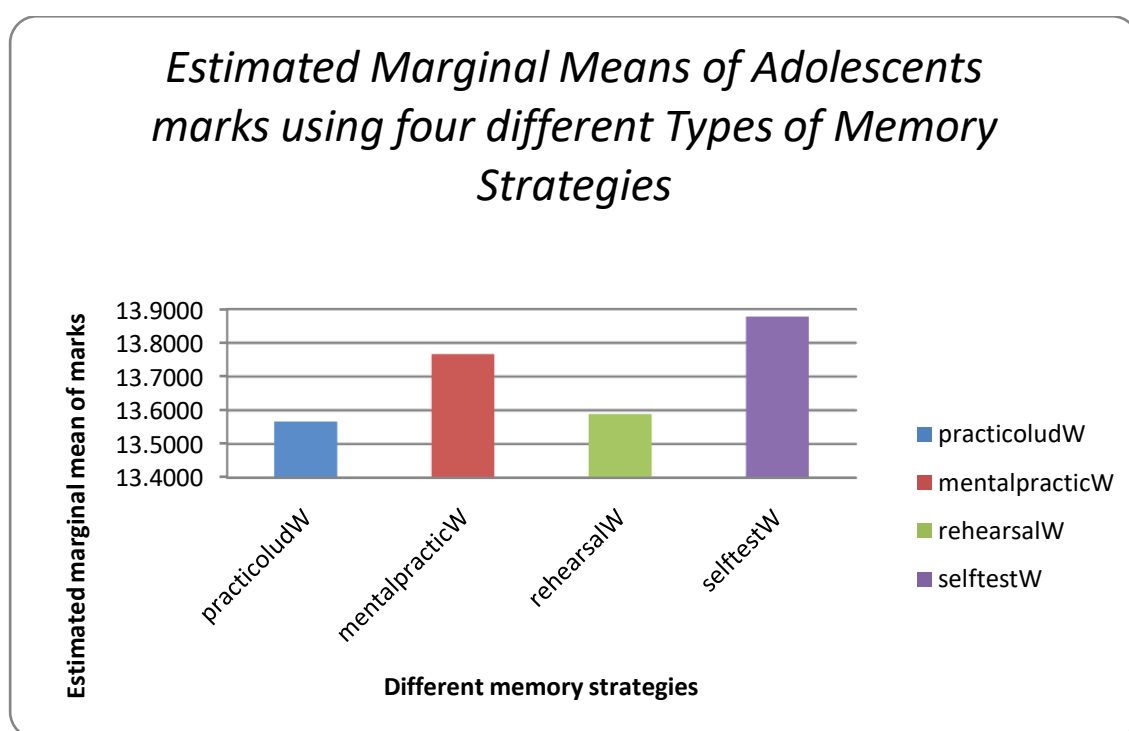 Estimated Marginal Means of Adolescents
marks using four different Types of Memory
Strategies
Estimated marginal mean of marks
13.9000
13.8000
13.7000
13.6000
13.5000
13.4000
practicoludW
mentalpracticW
rehearsalW
selftestW
Different memory strategies
practicoludW
mentalpracticW
rehearsalW
selftestW